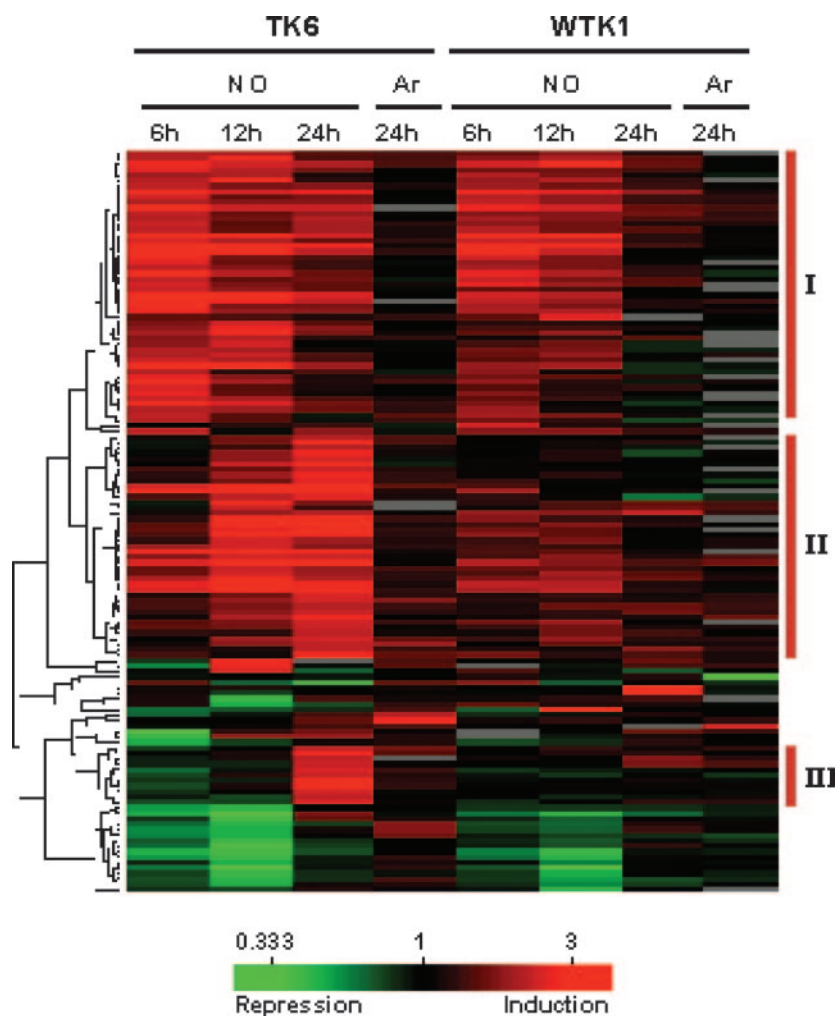 TK6 WTK1
NO Ar NO Ar
6h 12h 24h 24h 6h 12h 24h 24h
I
II
III
0.333 1 3
Repression Induction